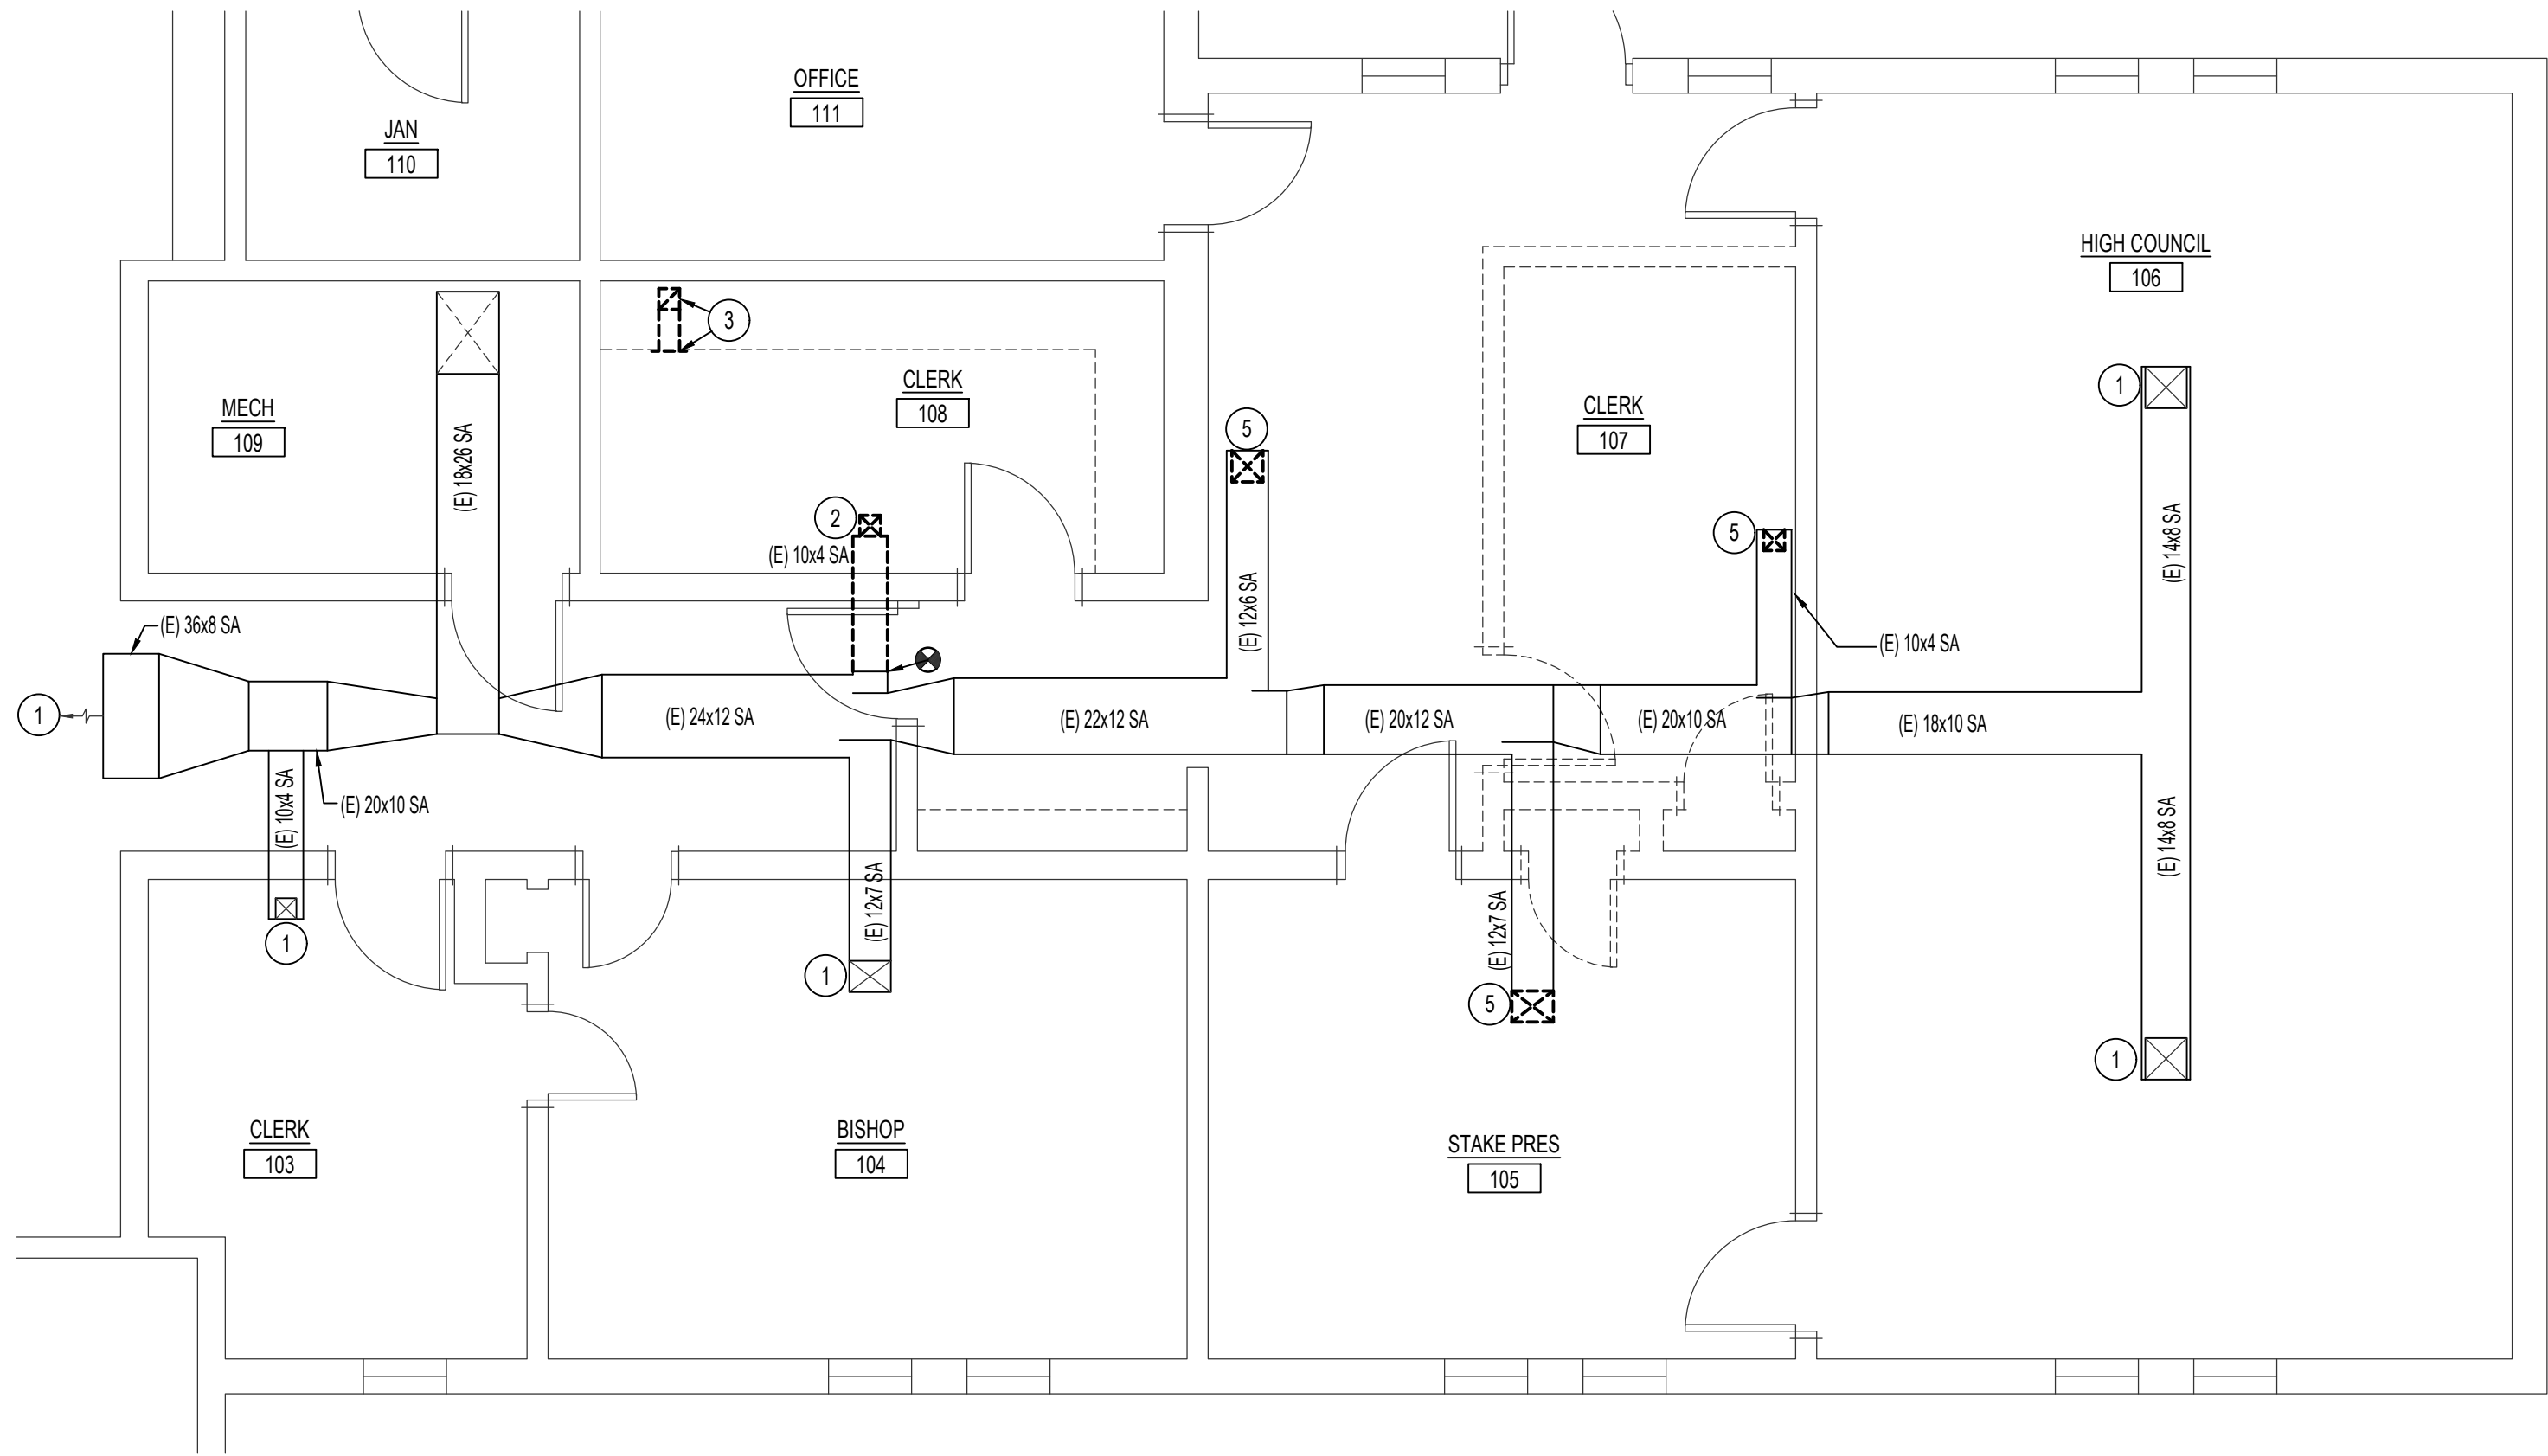 OFFICE
111
JAN
110
HIGH COUNCIL
106
3
CLERK
108
1
MECH
109
CLERK
107
5
(E) 18x26 SA
2
5
(E) 14x8 SA
(E) 10x4 SA
(E) 12x6 SA
(E) 36x8 SA
(E) 10x4 SA
1
(E) 24x12 SA
(E) 22x12 SA
(E) 20x12 SA
(E) 20x10 SA
(E) 18x10 SA
(E) 10x4 SA
(E) 20x10 SA
(E) 14x8 SA
(E) 12x7 SA
(E) 12x7 SA
1
1
5
1
CLERK
103
BISHOP
104
STAKE PRES
105